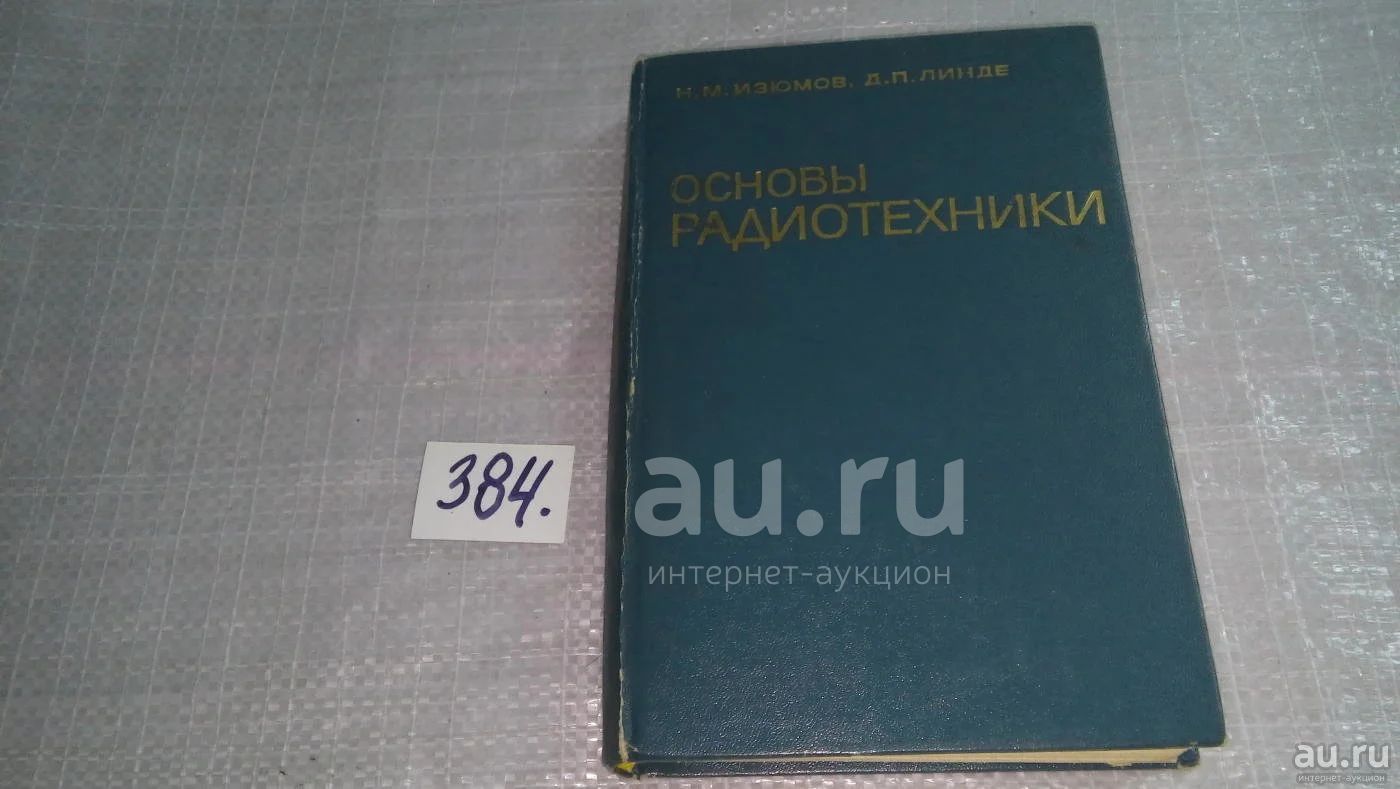 Н.М.ИЗЮМОВ, Д.П.ЛИНДЕ
ОСНОВЫ
РАДИОТЕХНИКИ
384.
au.ru
интернет-аукцион
au.ru
интернет-аукцион